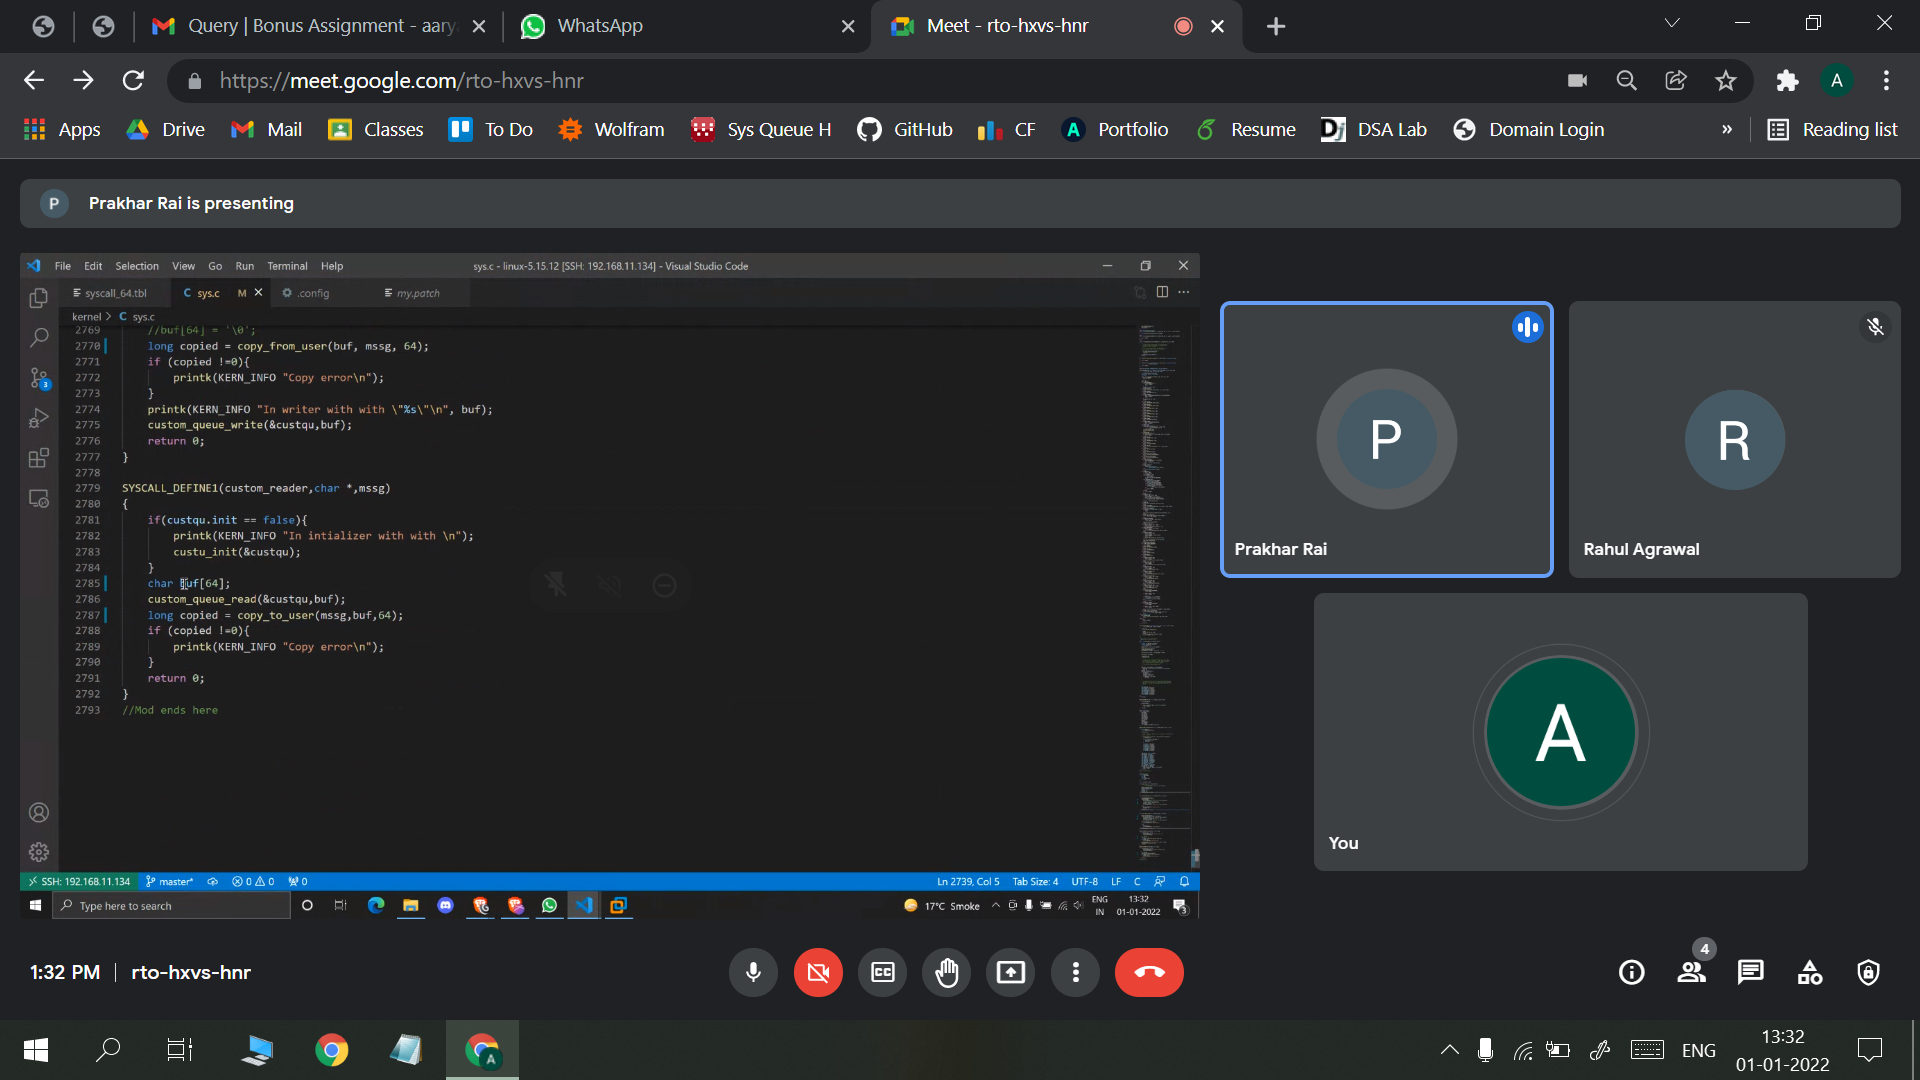 Query | Bonus Assignment - aary
WhatsApp
Meet - rto-hxvs-hnr
https://meet.google.com/rto-hxvs-hnr
A
Apps
Drive
Mail
Classes
To Do
Wolfram
Sys Queue H
GitHub
CF
Portfolio
Resume
DSA Lab
Domain Login
»
Reading list
P
Prakhar Rai is presenting
File Edit Selection View Go Run Terminal Help
sys.c - linux-5.15.12 [SSH: 192.168.11.134] - Visual Studio Code
syscall_64.tbl
C sys.c M
.config
my.patch
kernel > C sys.c
2769 //buf[64] = '\0';
2770 long copied = copy_from_user(buf, mssg, 64);
2771 if (copied !=0){
2772 printk(KERN_INFO "Copy error\n");
2773 }
2774 printk(KERN_INFO "In writer with with \"%s\"\n", buf);
2775 custom_queue_write(&custqu,buf);
2776 return 0;
2777 }
2778
2779 SYSCALL_DEFINE1(custom_reader,char *,mssg)
2780 {
2781 if(custqu.init == false){
2782 printk(KERN_INFO "In intializer with with \n");
2783 custu_init(&custqu);
2784 }
2785 char buf[64];
2786 custom_queue_read(&custqu,buf);
2787 long copied = copy_to_user(mssg,buf,64);
2788 if (copied !=0){
2789 printk(KERN_INFO "Copy error\n");
2790 }
2791 return 0;
2792 }
2793 //Mod ends here
3
SSH: 192.168.11.134
master*
0 0
0
Ln 2739, Col 5
Tab Size: 4
UTF-8
LF
C
Type here to search
17°C Smoke
ENG
IN
13:32
01-01-2022
3
P
Prakhar Rai
R
Rahul Agrawal
A
You
1:32 PM | rto-hxvs-hnr
CC
4
A
ENG
13:32
01-01-2022